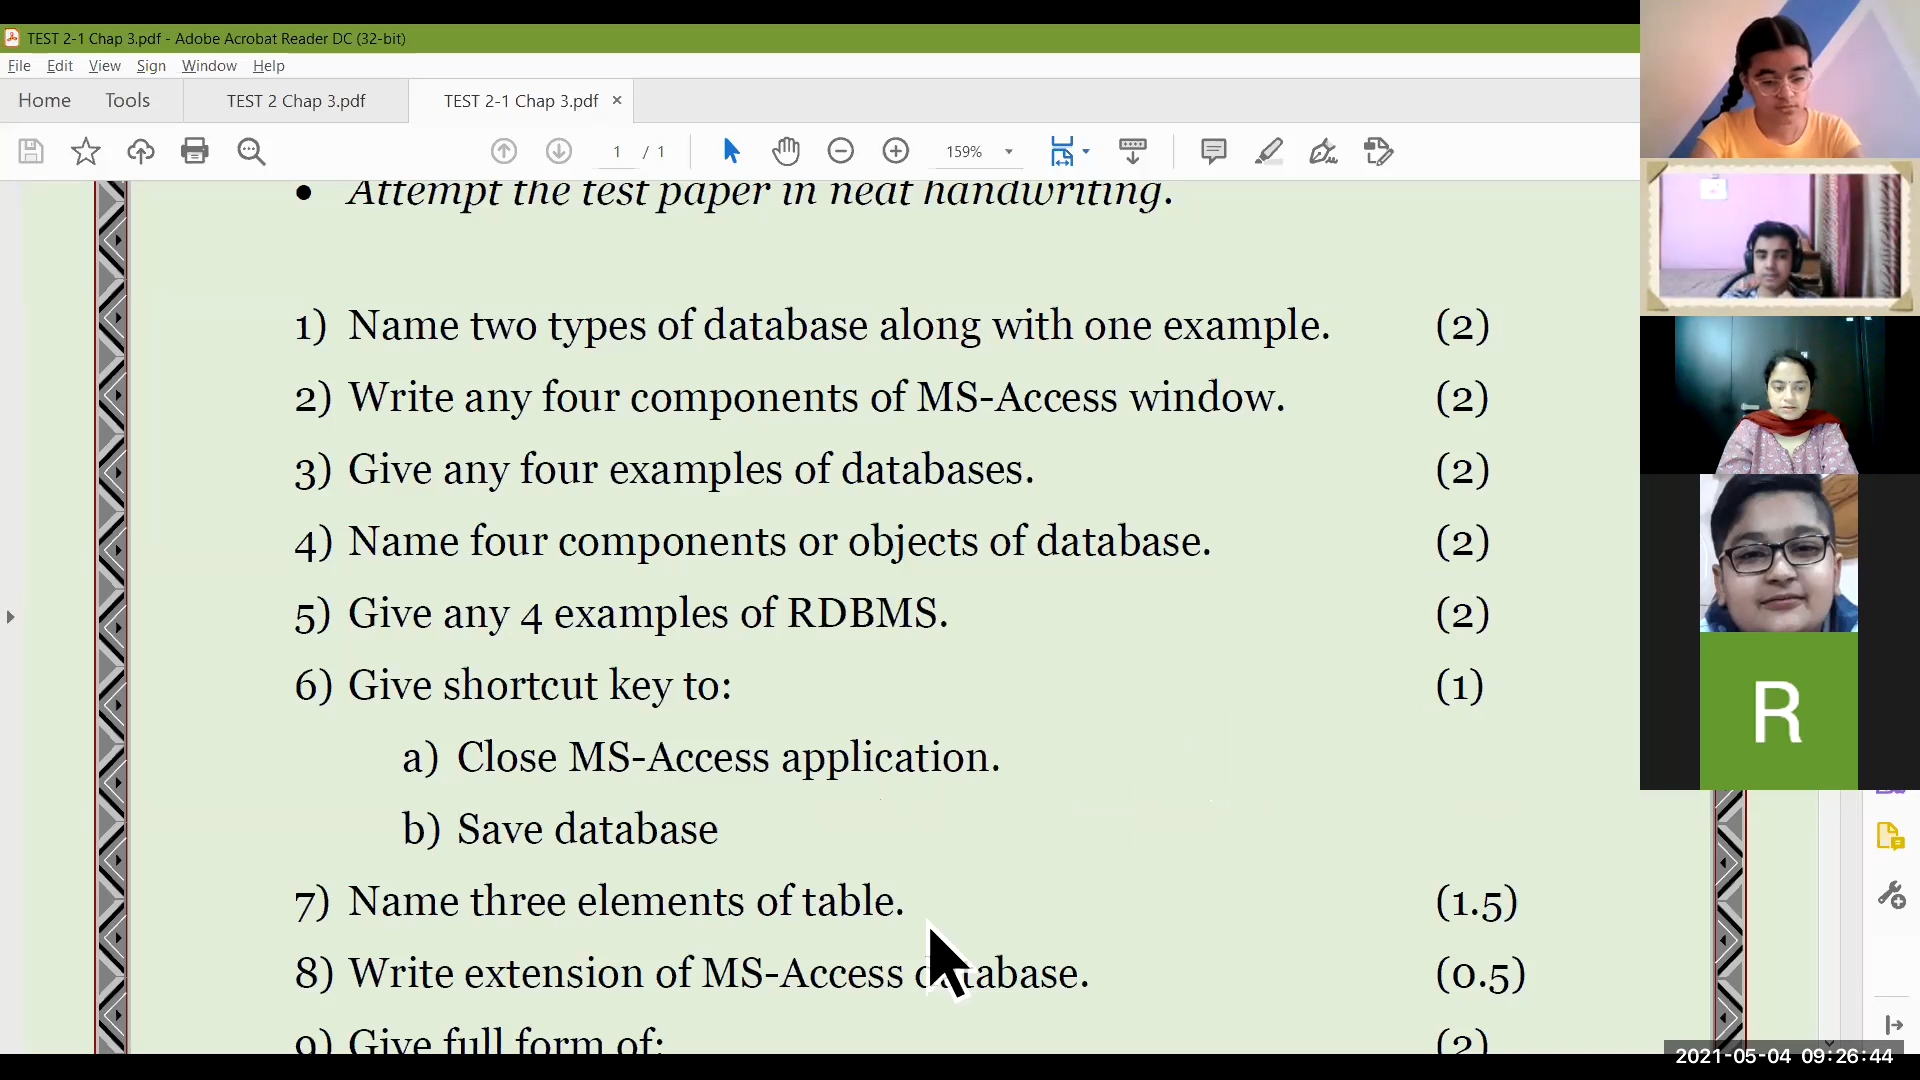 TEST 2-1 Chap 3.pdf - Adobe Acrobat Reader DC (32-bit)
File Edit View Sign Window Help
Home Tools TEST 2 Chap 3.pdf TEST 2-1 Chap 3.pdf ×
1 / 1 159%
• Attempt the test paper in neat handwriting.
1) Name two types of database along with one example. (2)
2) Write any four components of MS-Access window. (2)
3) Give any four examples of databases. (2)
4) Name four components or objects of database. (2)
5) Give any 4 examples of RDBMS. (2)
6) Give shortcut key to: (1)
a) Close MS-Access application.
b) Save database
7) Name three elements of table. (1.5)
8) Write extension of MS-Access database. (0.5)
9) Give full form of: (2)
R
2021-05-04 09:26:44